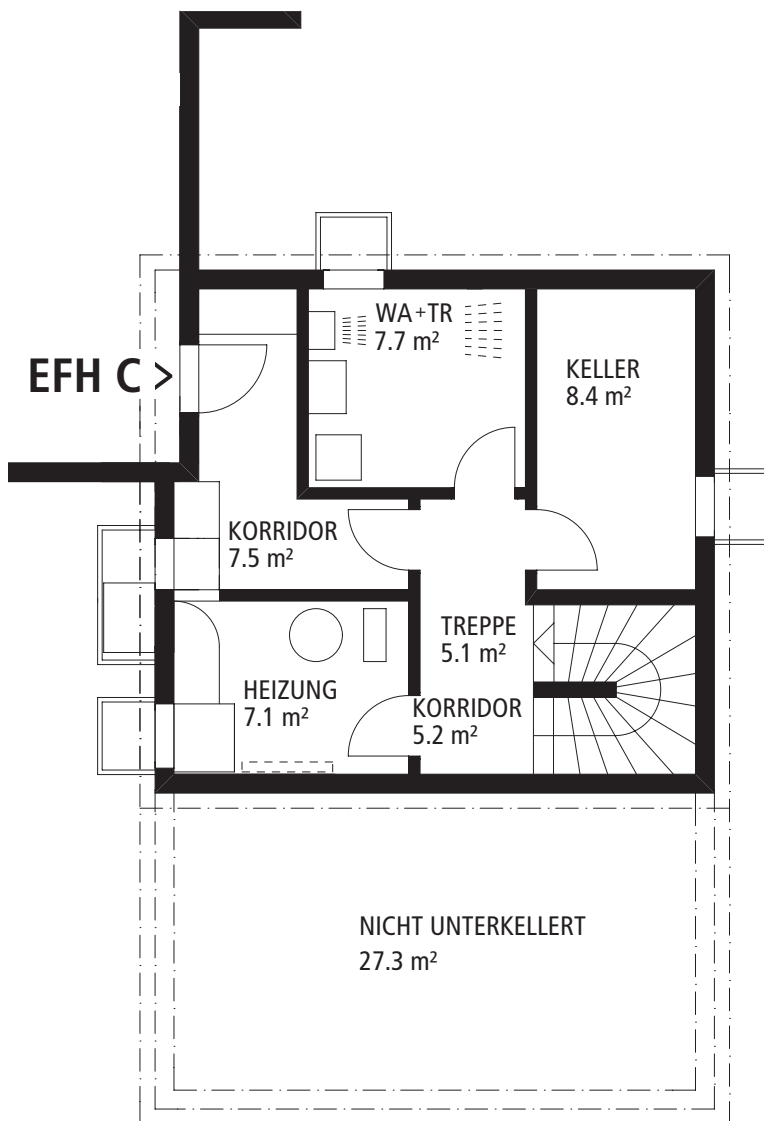 WA+TR
7.7 m²
EFH C >
KELLER
8.4 m²
KORRIDOR
7.5 m²
TREPPE
5.1 m²
HEIZUNG
7.1 m²
KORRIDOR
5.2 m²
NICHT UNTERKELLERT
27.3 m²